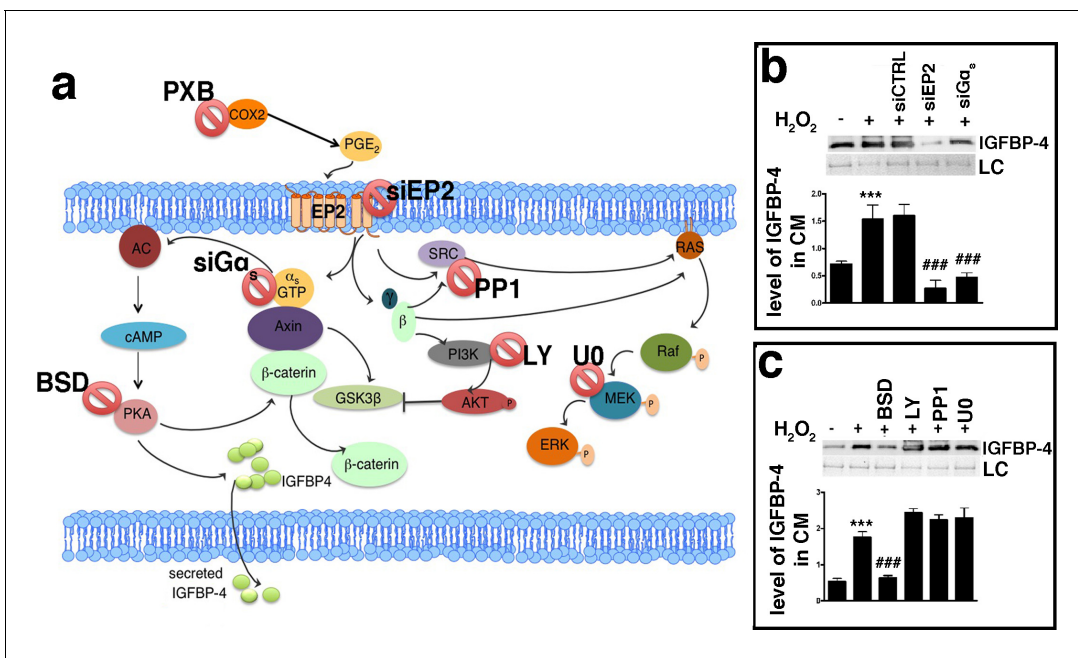 a
PXB
COX2
PGE2
siEP2
EP2
AC
siGαs
αs
GTP
SRC
RAS
PP1
γ
β
Axin
cAMP
PI3K
LY
U0
Raf
P
β-caterin
BSD
GSK3β
AKT
P
MEK
P
PKA
ERK
P
β-caterin
IGFBP4
secreted
IGFBP-4
b
siCTRL
siEP2
siGαs
H2O2
- + + + +
IGFBP-4
LC
level of IGFBP-4
in CM
2.0
1.5
1.0
0.5
0.0
***
###
###
c
BSD
LY
PP1
U0
H2O2
- + + + + +
IGFBP-4
LC
level of IGFBP-4
in CM
3
2
1
0
***
###